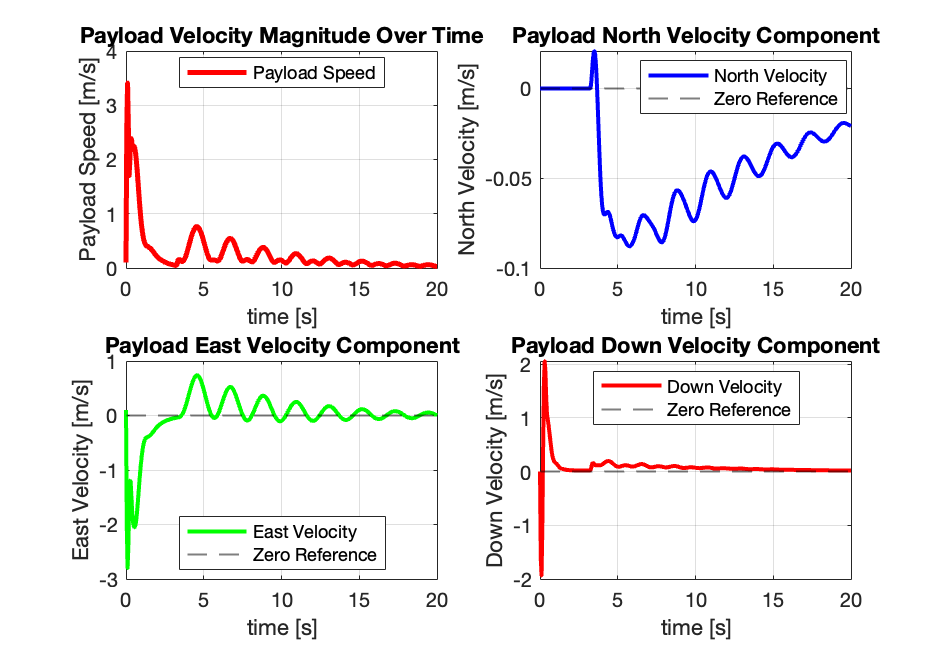 Payload Velocity Magnitude Over Time
4
3
2
1
0
Payload Speed [m/s]
Payload Speed
0 5 10 15 20
time [s]
Payload North Velocity Component
0
-0.05
-0.1
North Velocity [m/s]
North Velocity
Zero Reference
0 5 10 15 20
time [s]
Payload East Velocity Component
1
0
-1
-2
-3
East Velocity [m/s]
East Velocity
Zero Reference
0 5 10 15 20
time [s]
Payload Down Velocity Component
2
1
0
-1
-2
Down Velocity [m/s]
Down Velocity
Zero Reference
0 5 10 15 20
time [s]